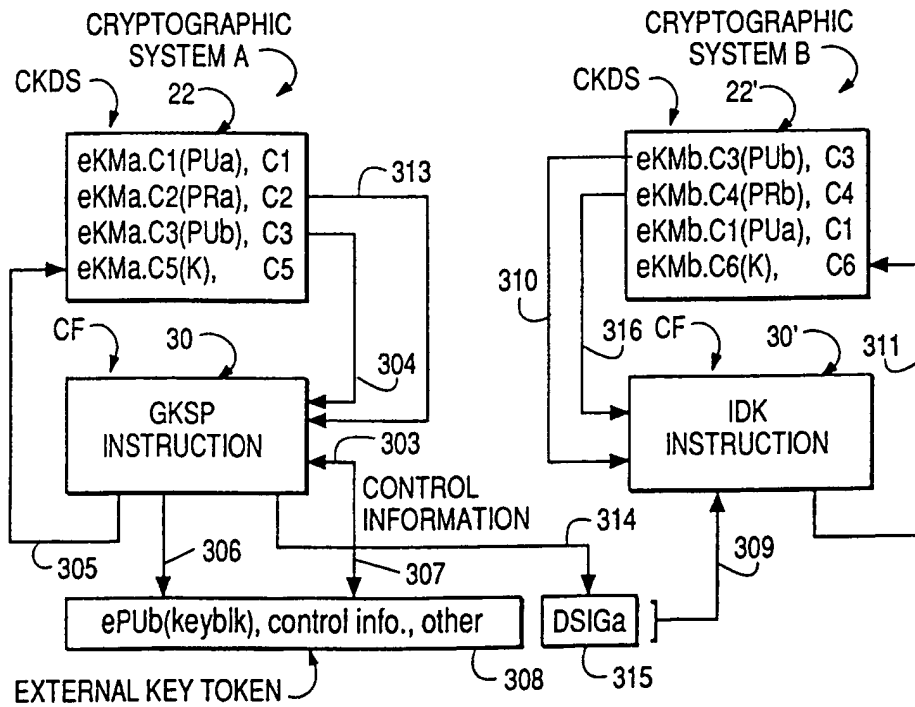 CRYPTOGRAPHIC
SYSTEM A
CKDS
22
eKMa.C1(PUa), C1
eKMa.C2(PRa), C2
eKMa.C3(PUb), C3
eKMa.C5(K), C5
313
304
CF
30
GKSP
INSTRUCTION
303
CONTROL
INFORMATION
305
306
307
314
ePUb(keyblk), control info., other
EXTERNAL KEY TOKEN
308
DSIGa
315
CRYPTOGRAPHIC
SYSTEM B
CKDS
22'
eKMb.C3(PUb), C3
eKMb.C4(PRb), C4
eKMb.C1(PUa), C1
eKMb.C6(K), C6
310
316
CF
30'
311
IDK
INSTRUCTION
309